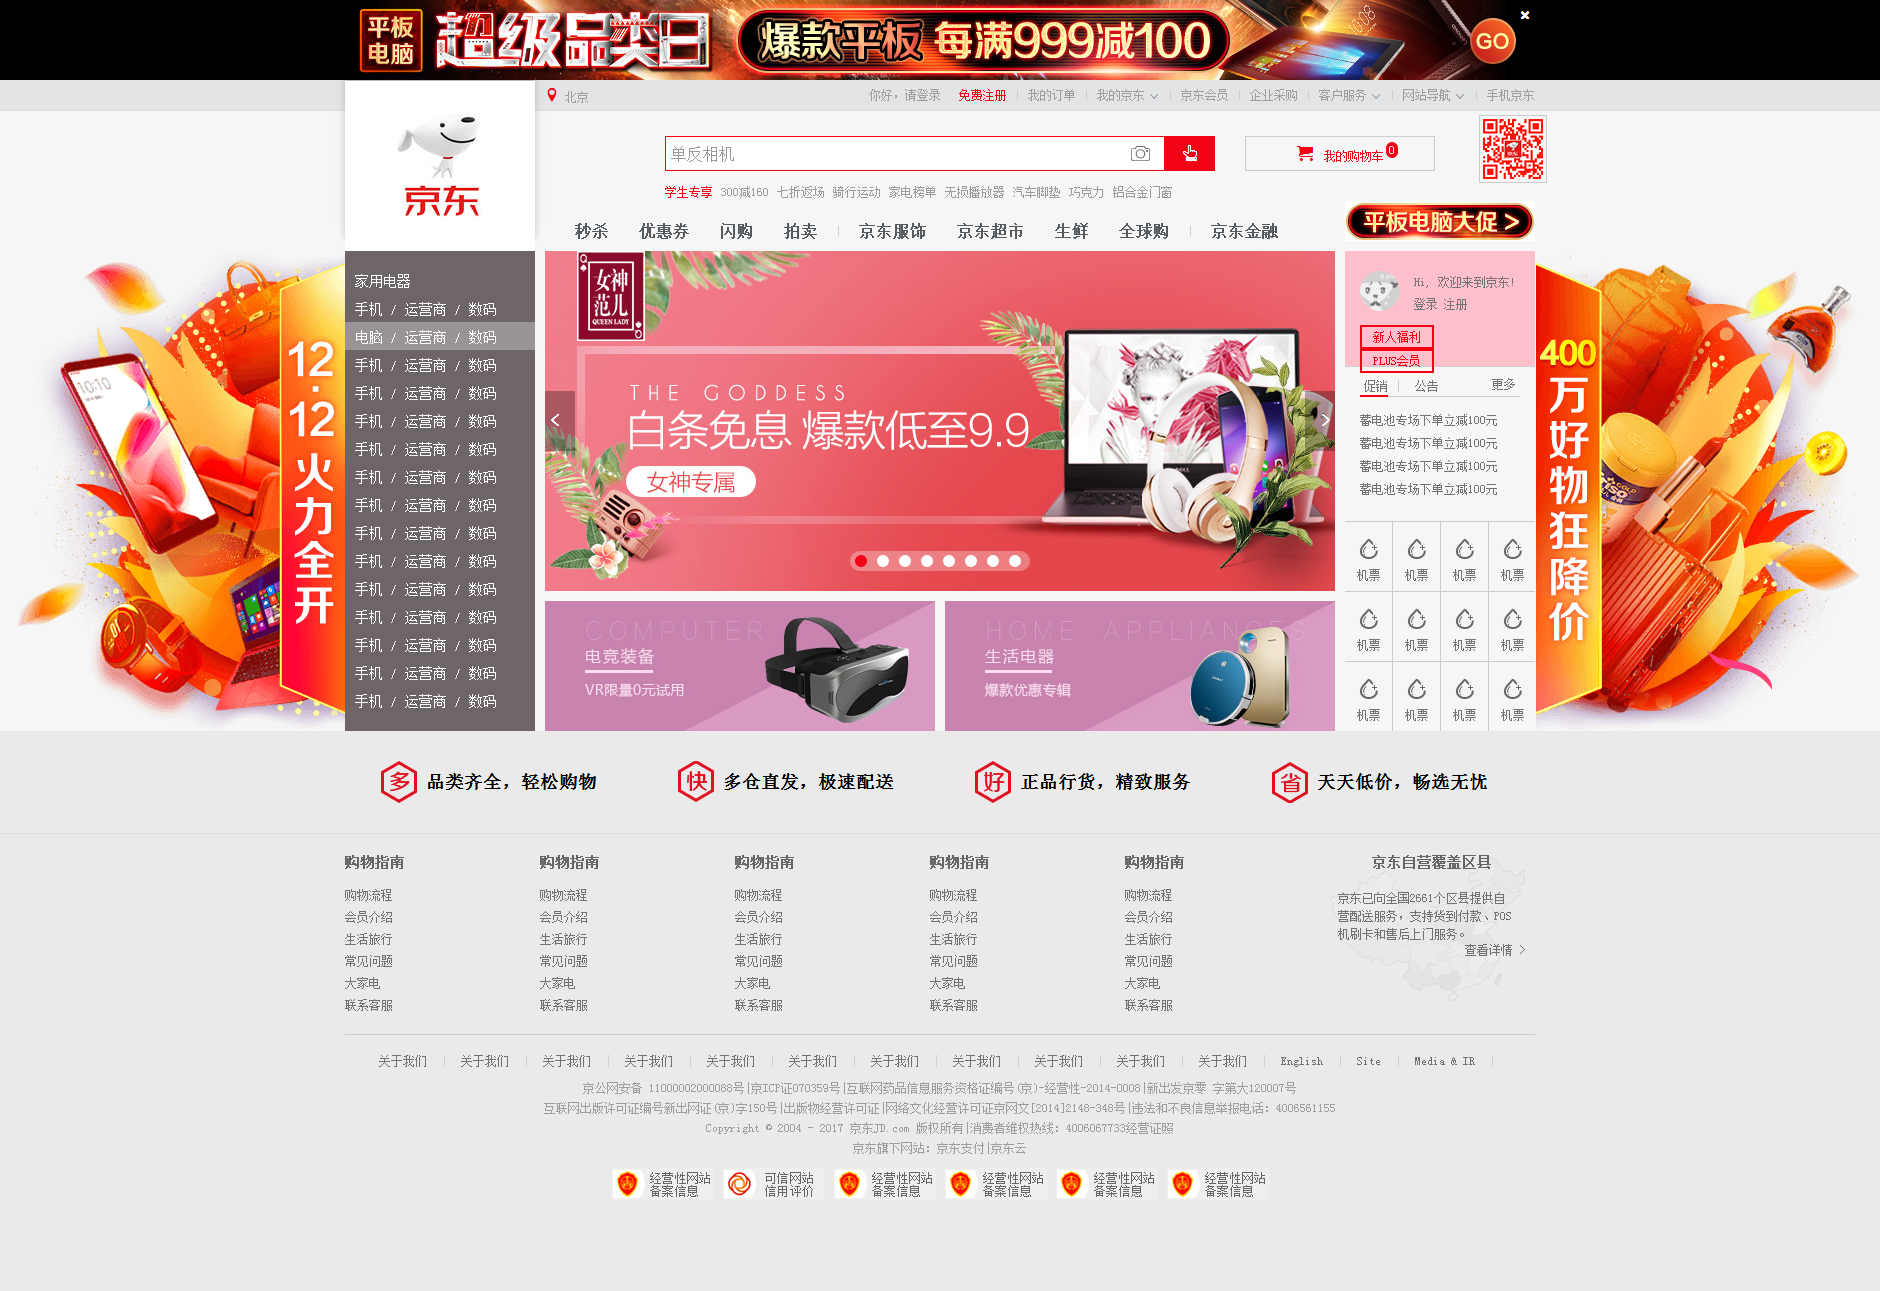 平板电脑 超级品类日 爆款平板 每满999减100 GO
北京 你好，请登录 免费注册 我的订单 我的京东 京东会员 企业采购 客户服务 网站导航 手机京东
京东
单反相机 我的购物车 0
学生专享 300减160 七折返场 骑行运动 家电榜单 无损播放器 汽车脚垫 巧克力 铝合金门窗
秒杀 优惠券 闪购 拍卖 京东服饰 京东超市 生鲜 全球购 京东金融
平板电脑大促 >
12·12火力全开
家用电器
手机 / 运营商 / 数码
电脑 / 运营商 / 数码
手机 / 运营商 / 数码
手机 / 运营商 / 数码
手机 / 运营商 / 数码
手机 / 运营商 / 数码
手机 / 运营商 / 数码
手机 / 运营商 / 数码
手机 / 运营商 / 数码
手机 / 运营商 / 数码
手机 / 运营商 / 数码
手机 / 运营商 / 数码
手机 / 运营商 / 数码
手机 / 运营商 / 数码
手机 / 运营商 / 数码
女神范儿
QUEEN LADY
THE GODDESS
白条免息 爆款低至9.9
女神专属
COMPUTER
电竞装备
VR限量0元试用
HOME APPLIANCES
生活电器
爆款优惠专辑
Hi, 欢迎来到京东!
登录 注册
新人福利
PLUS会员
促销 公告 更多
蓄电池专场下单立减100元
蓄电池专场下单立减100元
蓄电池专场下单立减100元
蓄电池专场下单立减100元
机票 机票 机票 机票
机票 机票 机票 机票
机票 机票 机票 机票
400万好物狂降价
多 品类齐全，轻松购物 快 多仓直发，极速配送 好 正品行货，精致服务 省 天天低价，畅选无忧
购物指南 购物指南 购物指南 购物指南 购物指南 京东自营覆盖区县
购物流程 购物流程 购物流程 购物流程 购物流程
会员介绍 会员介绍 会员介绍 会员介绍 会员介绍
生活旅行 生活旅行 生活旅行 生活旅行 生活旅行
常见问题 常见问题 常见问题 常见问题 常见问题
大家电 大家电 大家电 大家电 大家电
联系客服 联系客服 联系客服 联系客服 联系客服
京东已向全国2661个区县提供自
营配送服务，支持货到付款、POS
机刷卡和售后上门服务。
查看详情 >
关于我们 关于我们 关于我们 关于我们 关于我们 关于我们 关于我们 关于我们 关于我们 关于我们 关于我们 English Site Media & IR
京公网安备 11000002000088号|京ICP证070359号|互联网药品信息服务资格证编号(京)-经营性-2014-0008|新出发京零 字第大120007号
互联网出版许可证编号新出网证(京)字150号|出版物经营许可证|网络文化经营许可证京网文[2014]2148-348号|违法和不良信息举报电话：4006561155
Copyright © 2004 - 2017 京东JD.com 版权所有|消费者维权热线：4006067733经营证照
京东旗下网站：京东支付|京东云
经营性网站 可信网站 经营性网站 经营性网站 经营性网站 经营性网站
备案信息 信用评价 备案信息 备案信息 备案信息 备案信息